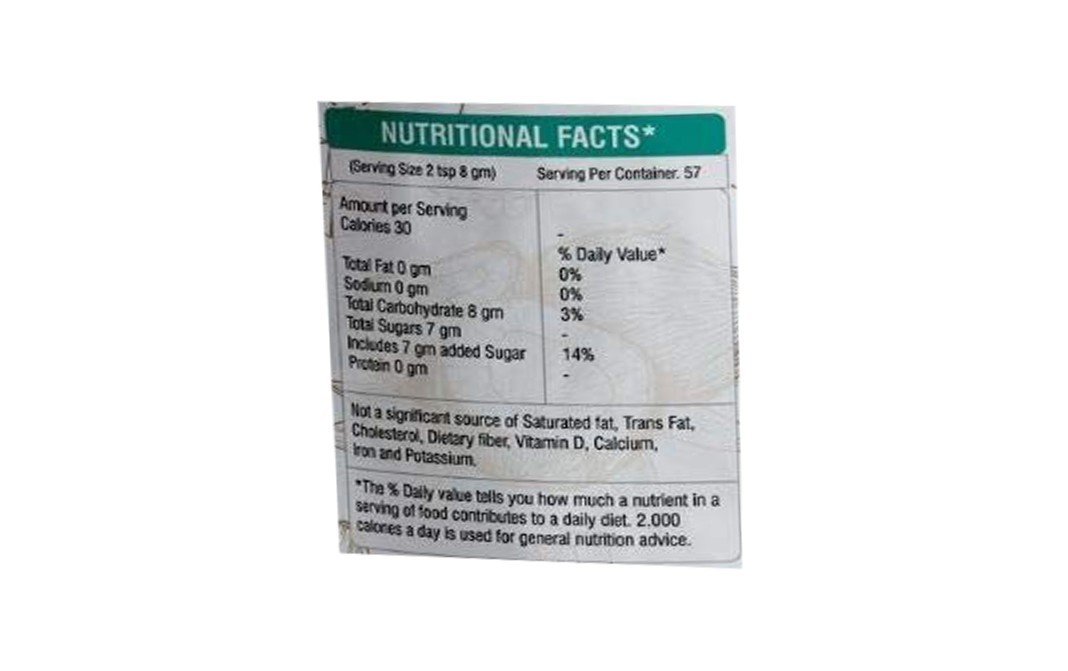 NUTRITIONAL FACTS*
(Serving Size 2 tsp 8 gm) Serving Per Container. 57
Amount per Serving
Calories 30 -
% Daily Value*
Total Fat 0 gm 0%
Sodium 0 gm 0%
Total Carbohydrate 8 gm 3%
Total Sugars 7 gm -
Includes 7 gm added Sugar 14%
Protein 0 gm -
Not a significant source of Saturated fat, Trans Fat,
Cholesterol, Dietary fiber, Vitamin D, Calcium,
Iron and Potassium.
*The % Daily value tells you how much a nutrient in a
serving of food contributes to a daily diet. 2.000
calories a day is used for general nutrition advice.